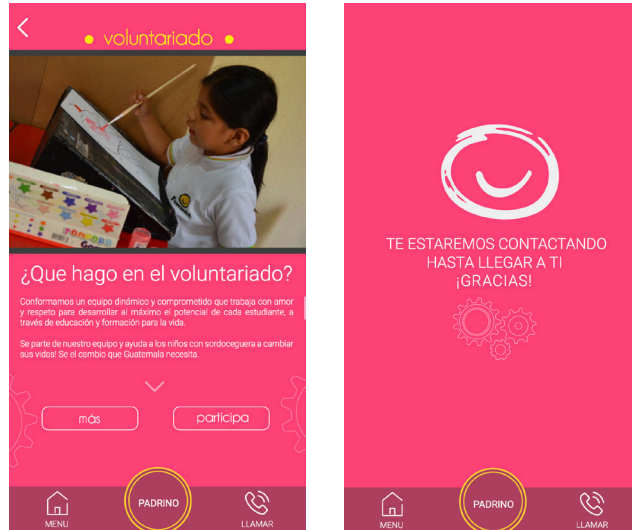 voluntariado
¿Que hago en el voluntariado?
Conformamos un equipo dinámico y comprometido que trabaja con amor
y respeto para desarrollar al máximo el potencial de cada estudiante, a
través de educación y formación para la vida.
Se parte de nuestro equipo y ayuda a los niños con sordoceguera a cambiar
sus vidas! Se el cambio que Guatemala necesita.
más
participa
MENU
PADRINO
LLAMAR
TE ESTAREMOS CONTACTANDO
HASTA LLEGAR A TI
¡GRACIAS!
MENU
PADRINO
LLAMAR